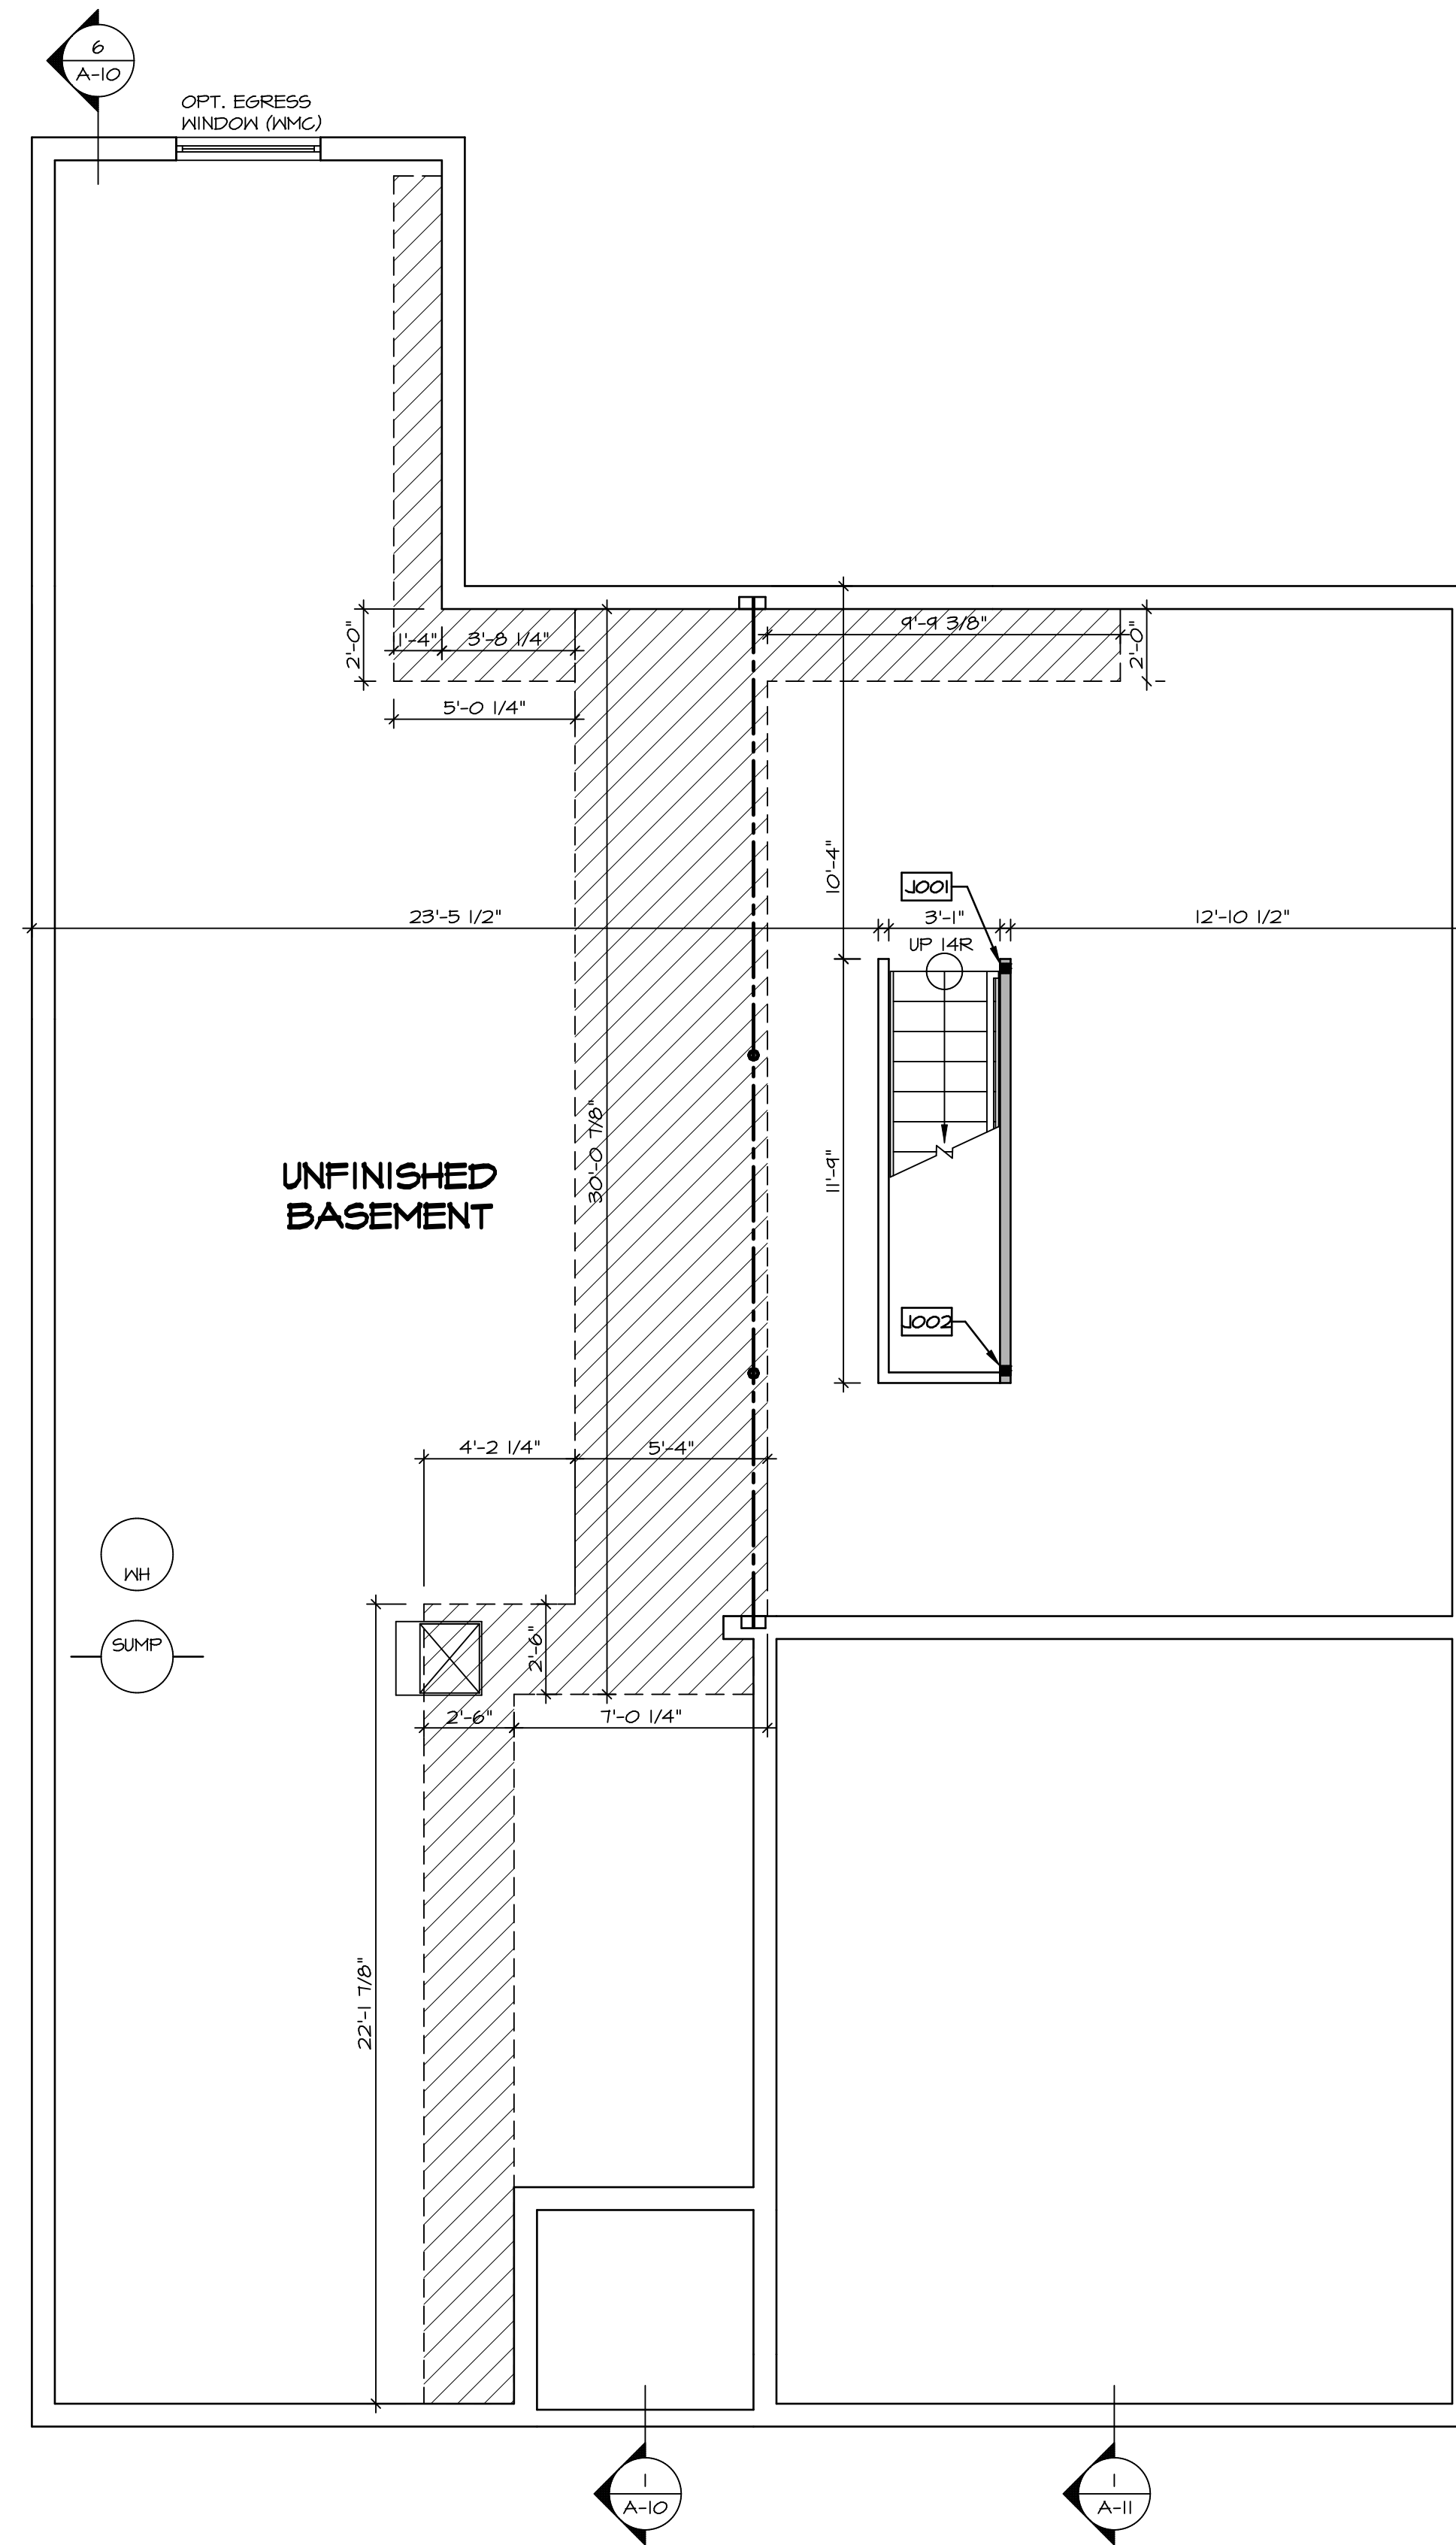 6
A-10
OPT. EGRESS
WINDOW (WMC)
2'-0"
1'-4"
3'-8 1/4"
9'-9 3/8"
2'-0"
5'-0 1/4"
10'-4"
J001
23'-5 1/2"
3'-1"
12'-10 1/2"
UP 14R
30'-0 7/8"
11'-9"
UNFINISHED
BASEMENT
J002
4'-2 1/4"
5'-4"
WH
SUMP
2'-6"
2'-6"
7'-0 1/4"
22'-1 7/8"
1
A-10
1
A-11